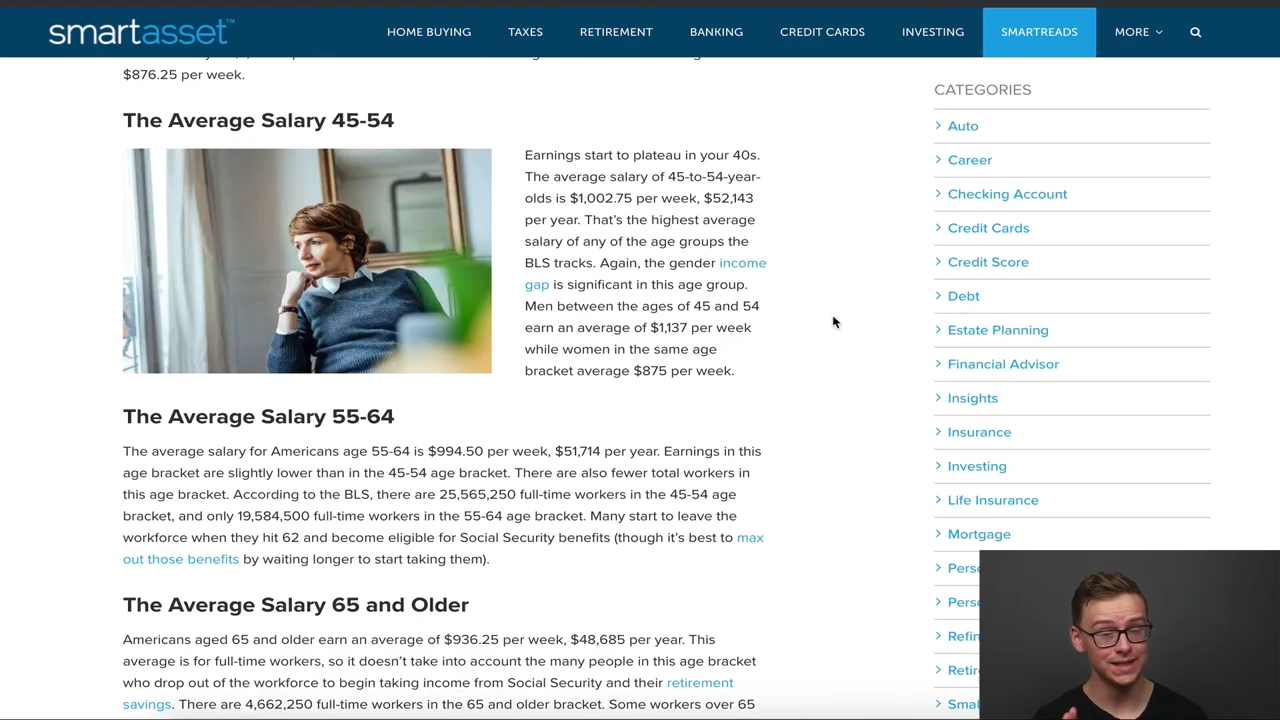 smartasset™
HOME BUYING
TAXES
RETIREMENT
BANKING
CREDIT CARDS
INVESTING
SMARTREADS
MORE
$876.25 per week.
The Average Salary 45-54
Earnings start to plateau in your 40s.
The average salary of 45-to-54-year-
olds is $1,002.75 per week, $52,143
per year. That's the highest average
salary of any of the age groups the
BLS tracks. Again, the gender income
gap is significant in this age group.
Men between the ages of 45 and 54
earn an average of $1,137 per week
while women in the same age
bracket average $875 per week.
The Average Salary 55-64
The average salary for Americans age 55-64 is $994.50 per week, $51,714 per year. Earnings in this
age bracket are slightly lower than in the 45-54 age bracket. There are also fewer total workers in
this age bracket. According to the BLS, there are 25,565,250 full-time workers in the 45-54 age
bracket, and only 19,584,500 full-time workers in the 55-64 age bracket. Many start to leave the
workforce when they hit 62 and become eligible for Social Security benefits (though it's best to max
out those benefits by waiting longer to start taking them).
The Average Salary 65 and Older
Americans aged 65 and older earn an average of $936.25 per week, $48,685 per year. This
average is for full-time workers, so it doesn't take into account the many people in this age bracket
who drop out of the workforce to begin taking income from Social Security and their retirement
savings. There are 4,662,250 full-time workers in the 65 and older bracket. Some workers over 65
CATEGORIES
Auto
Career
Checking Account
Credit Cards
Credit Score
Debt
Estate Planning
Financial Advisor
Insights
Insurance
Investing
Life Insurance
Mortgage
Perso
Perso
Refin
Retir
Smal